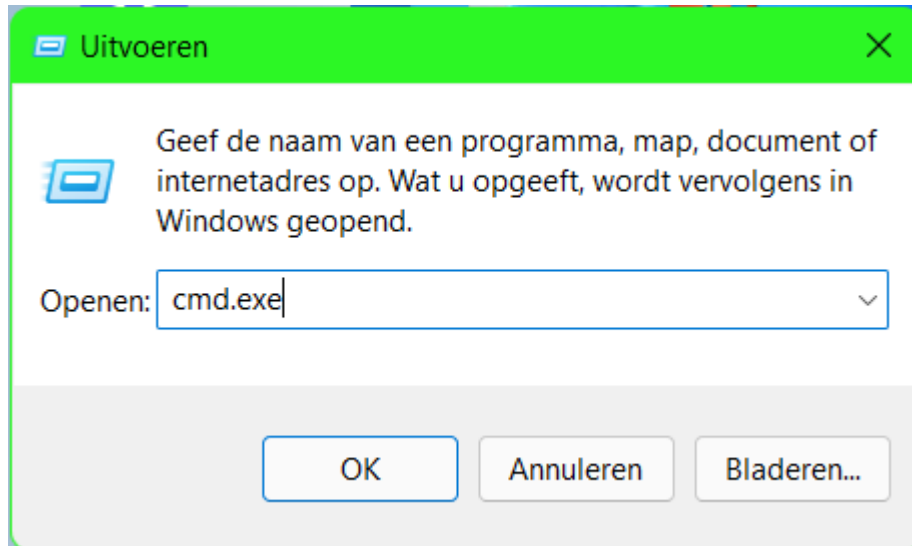 Uitvoeren
Geef de naam van een programma, map, document of
internetadres op. Wat u opgeeft, wordt vervolgens in
Windows geopend.
Openen: cmd.exe
OK Annuleren Bladeren...